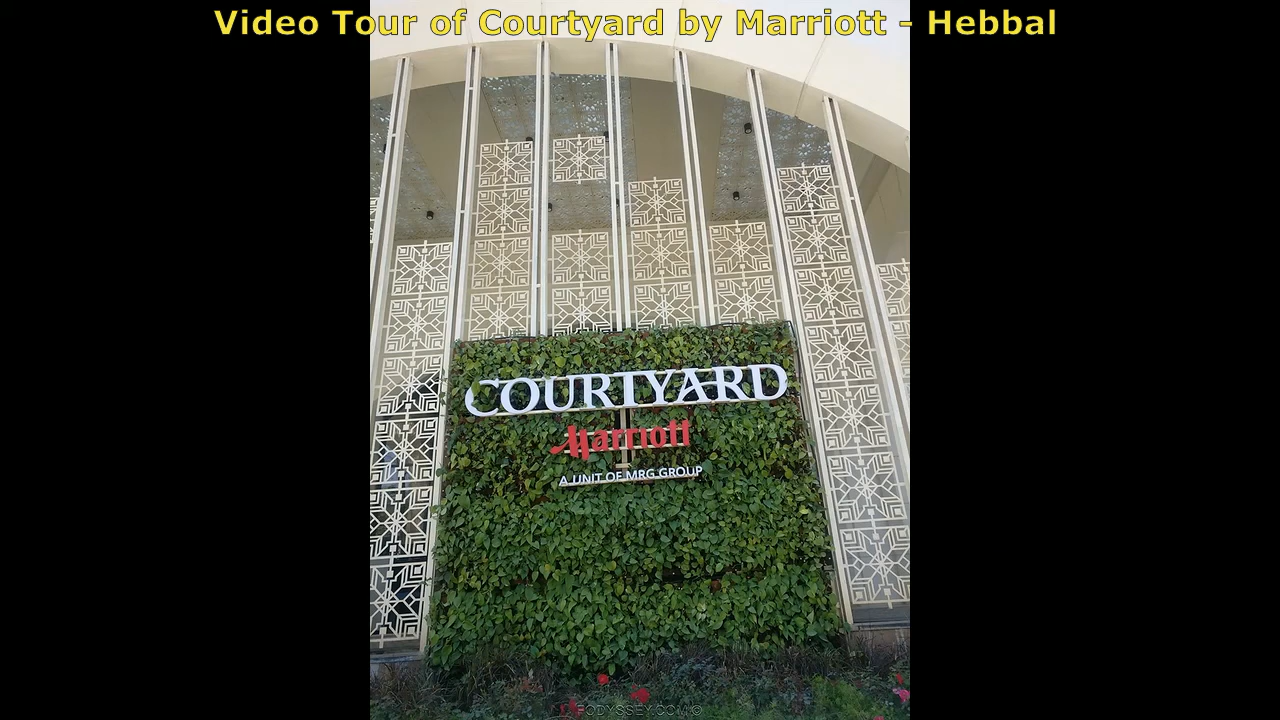 Video Tour of Courtyard by Marriott - Hebbal
COURTYARD
Marriott
A UNIT OF MRG GROUP